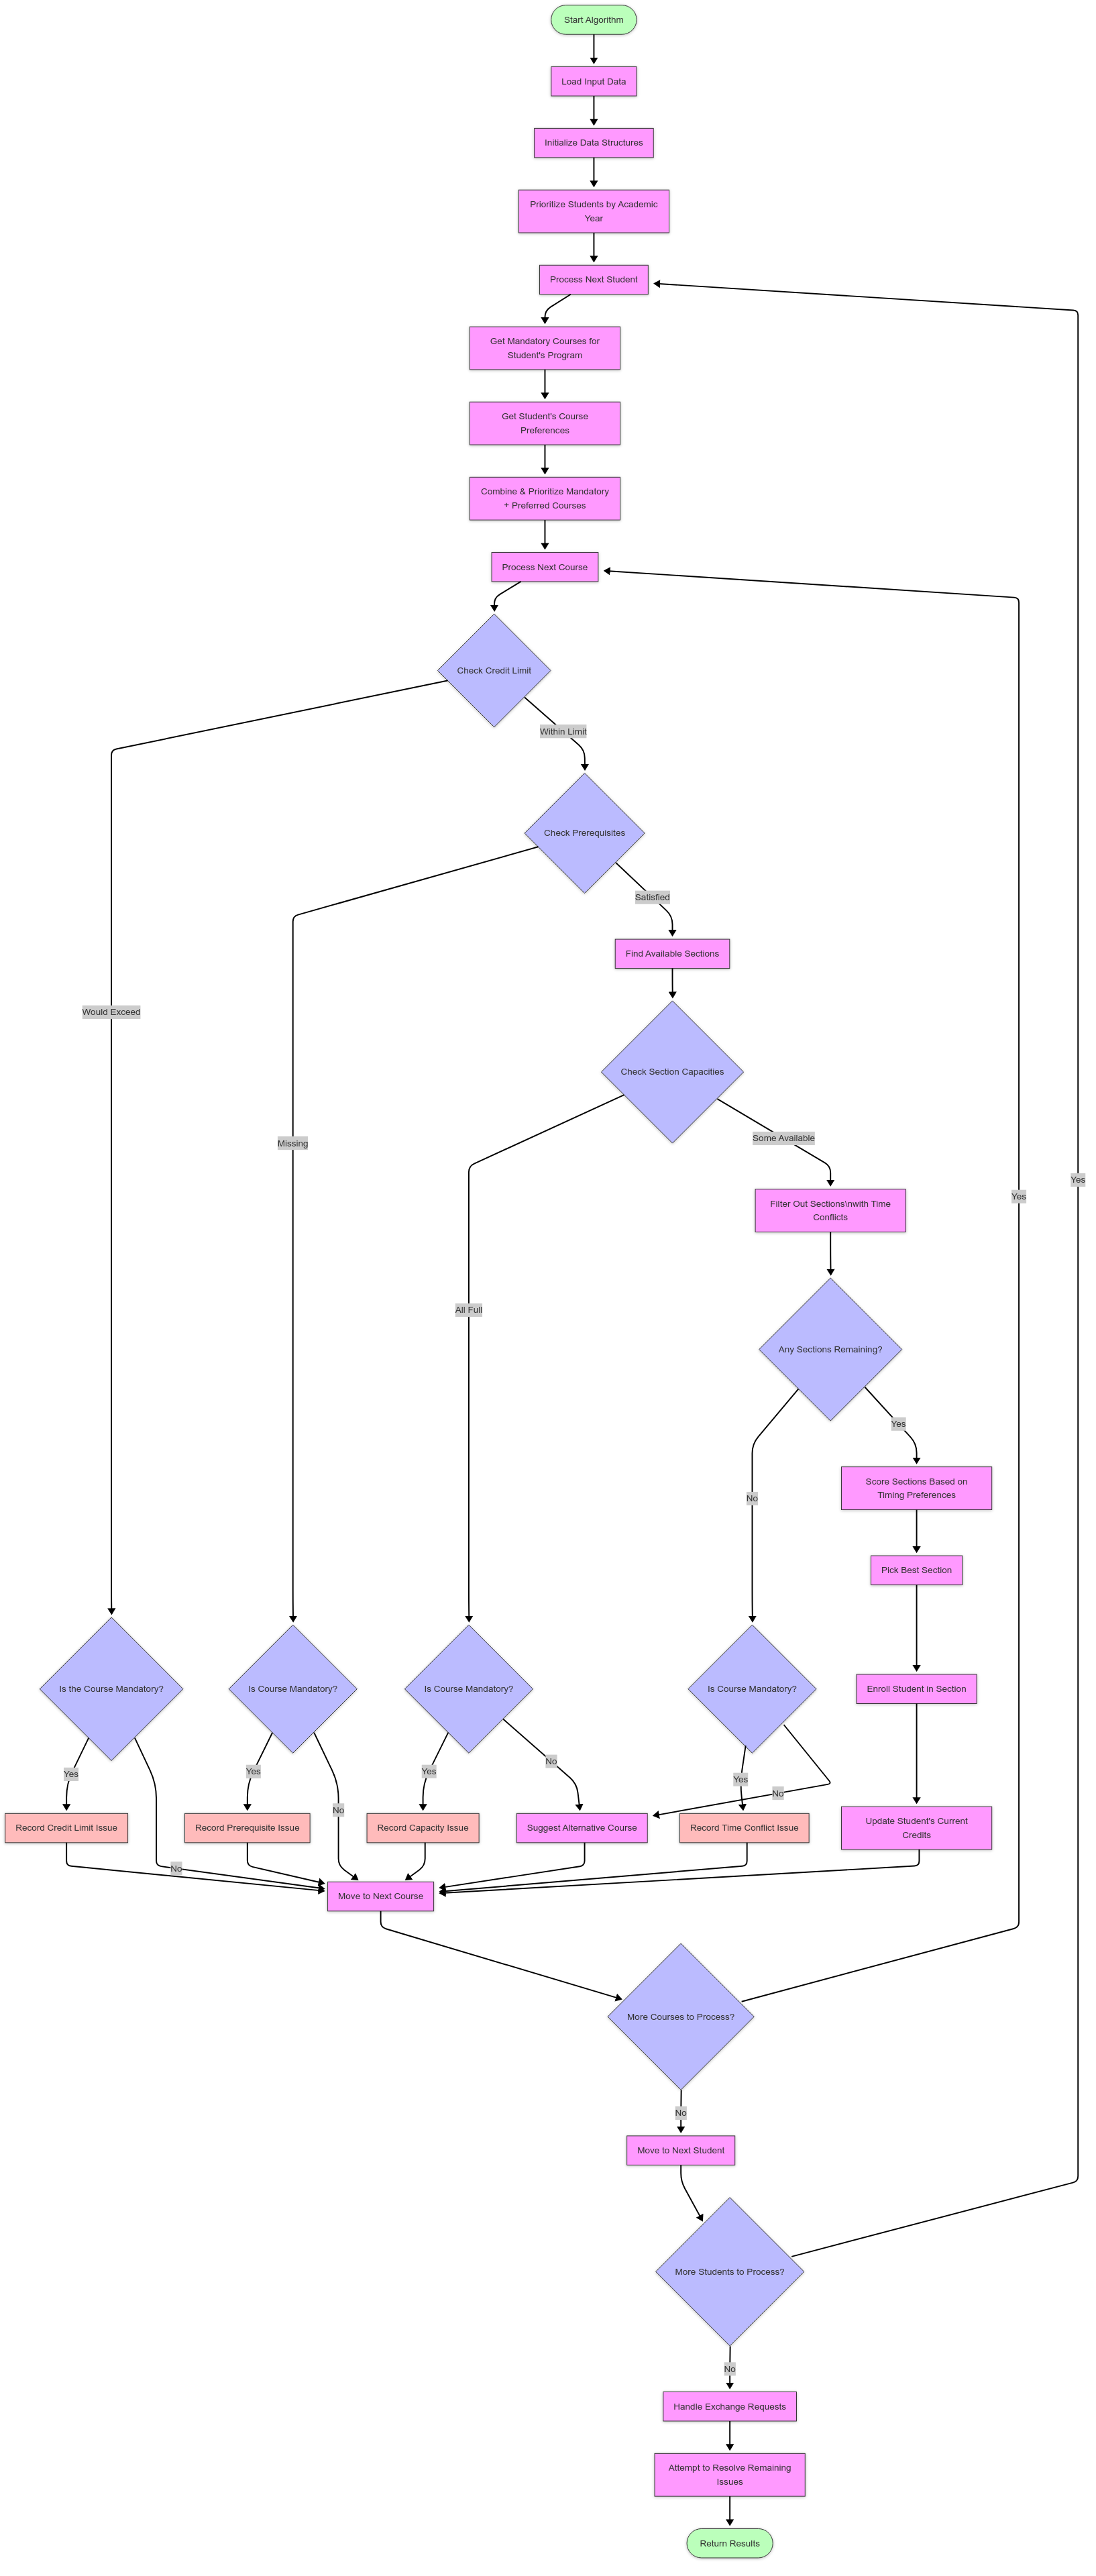 Start Algorithm
Load Input Data
Initialize Data Structures
Prioritize Students by Academic
Year
Process Next Student
Get Mandatory Courses for
Student's Program
Get Student's Course
Preferences
Combine & Prioritize Mandatory
+ Preferred Courses
Process Next Course
Check Credit Limit
Within Limit
Check Prerequisites
Satisfied
Find Available Sections
Would Exceed
Check Section Capacities
Missing
Some Available
Yes
Yes
Filter Out Sections\nwith Time
Conflicts
All Full
Any Sections Remaining?
Yes
No
Score Sections Based on
Timing Preferences
Pick Best Section
Is the Course Mandatory?
Is Course Mandatory?
Is Course Mandatory?
Is Course Mandatory?
Enroll Student in Section
Yes
No
Yes
No
Yes
No
Yes
No
Record Credit Limit Issue
Record Prerequisite Issue
Record Capacity Issue
Suggest Alternative Course
Record Time Conflict Issue
Update Student's Current
Credits
Move to Next Course
More Courses to Process?
No
Move to Next Student
More Students to Process?
No
Handle Exchange Requests
Attempt to Resolve Remaining
Issues
Return Results